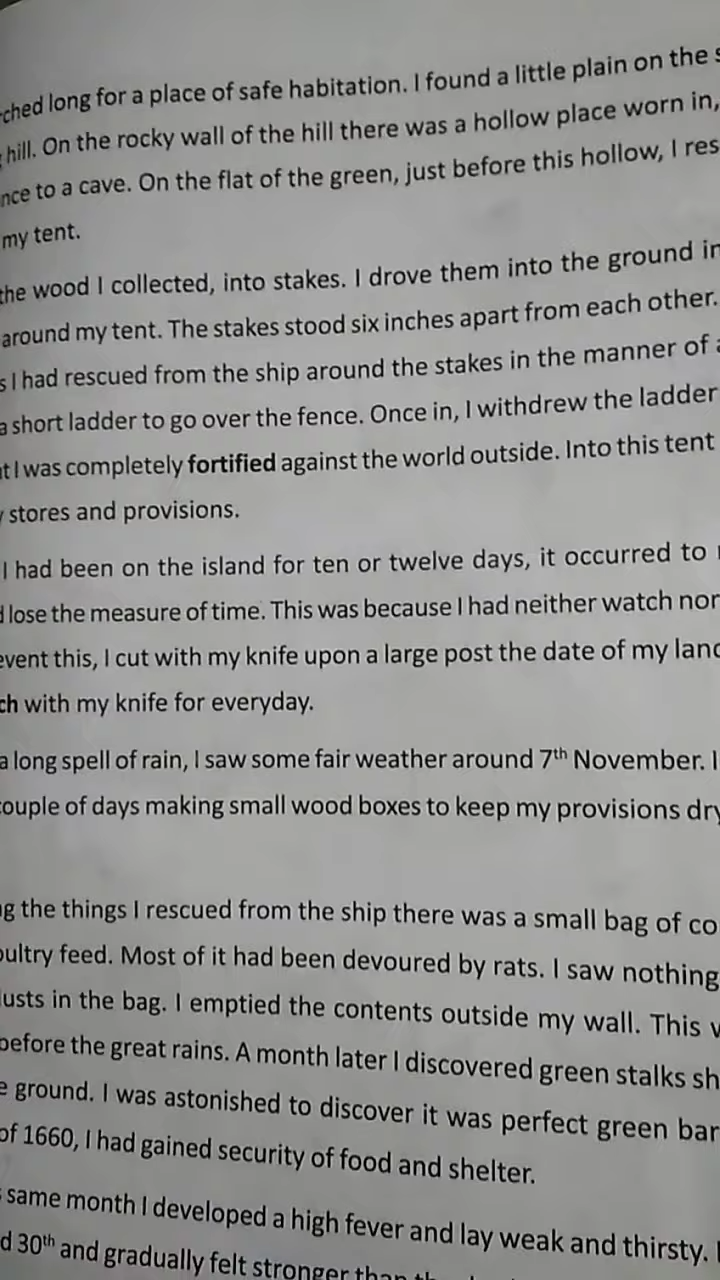 ched long for a place of safe habitation. I found a little plain on the
hill. On the rocky wall of the hill there was a hollow place worn in,
nce to a cave. On the flat of the green, just before this hollow, I res
my tent.
the wood I collected, into stakes. I drove them into the ground in
around my tent. The stakes stood six inches apart from each other.
s I had rescued from the ship around the stakes in the manner of a
a short ladder to go over the fence. Once in, I withdrew the ladder
t I was completely fortified against the world outside. Into this tent
stores and provisions.
I had been on the island for ten or twelve days, it occurred to
lose the measure of time. This was because I had neither watch nor
event this, I cut with my knife upon a large post the date of my land
ch with my knife for everyday.
a long spell of rain, I saw some fair weather around 7th November. I
couple of days making small wood boxes to keep my provisions dry
g the things I rescued from the ship there was a small bag of co
oultry feed. Most of it had been devoured by rats. I saw nothing
usts in the bag. I emptied the contents outside my wall. This w
before the great rains. A month later I discovered green stalks sh
e ground. I was astonished to discover it was perfect green bar
of 1660, I had gained security of food and shelter.
same month I developed a high fever and lay weak and thirsty.
d 30th and gradually felt stronger than